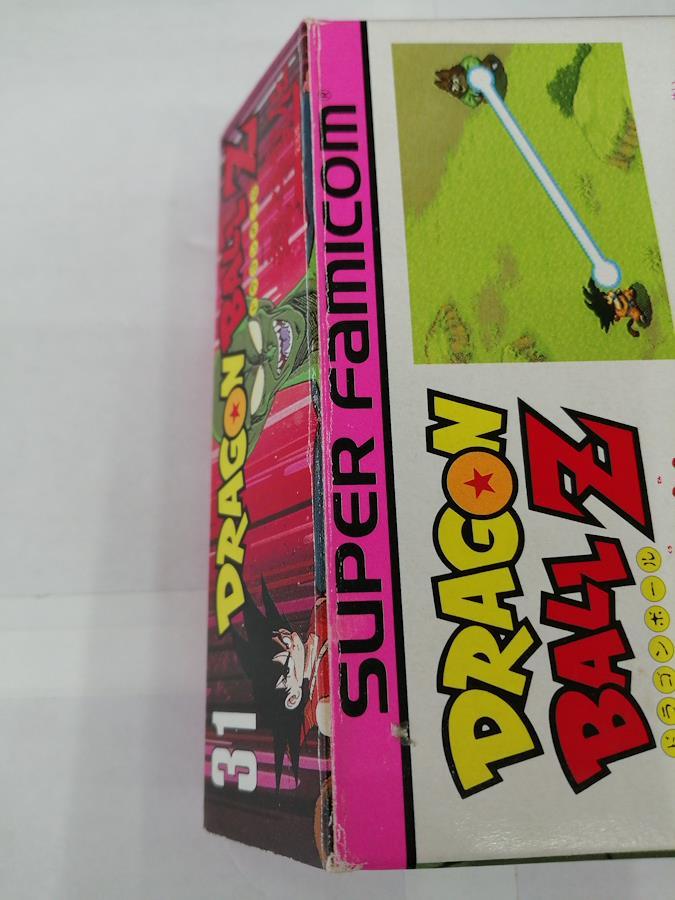 DRAGON
BALL Z
31
SUPER FAMICOM
DRAGON
BALL Z
ドラゴンボール